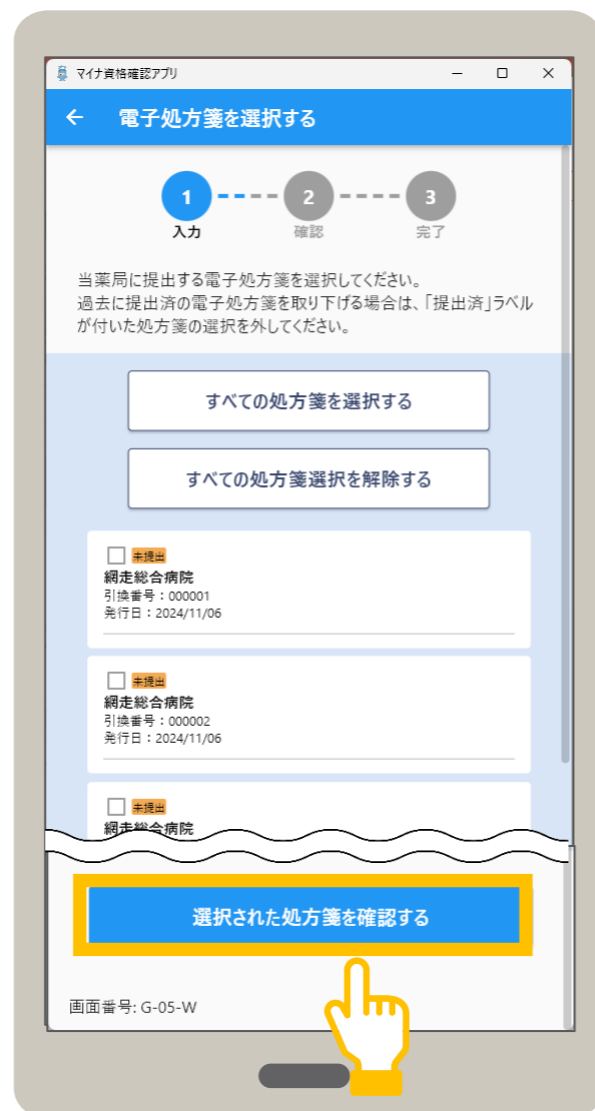 マイナ資格確認アプリ
電子処方箋を選択する
1 2 3
入力 確認 完了
当薬局に提出する電子処方箋を選択してください。
過去に提出済の電子処方箋を取り下げる場合は、「提出済」ラベル
が付いた処方箋の選択を外してください。
すべての処方箋を選択する
すべての処方箋選択を解除する
未提出
網走総合病院
引換番号：000001
発行日：2024/11/06
未提出
網走総合病院
引換番号：000002
発行日：2024/11/06
未提出
網走総合病院
選択された処方箋を確認する
画面番号: G-05-W